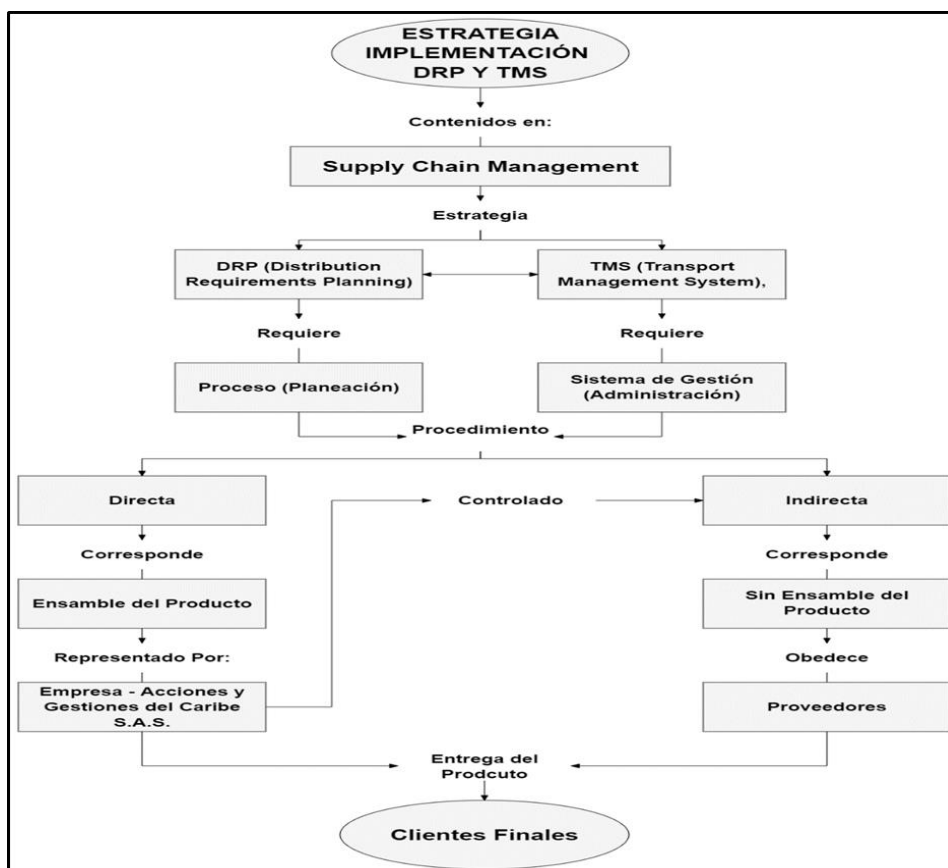 ESTRATEGIA
IMPLEMENTACIÓN
DRP Y TMS
Contenidos en:
Supply Chain Management
Estrategia
DRP (Distribution
Requirements Planning)
TMS (Transport
Management System),
Requiere
Requiere
Proceso (Planeación)
Sistema de Gestión
(Administración)
Procedimiento
Directa
Controlado
Indirecta
Corresponde
Corresponde
Ensamble del Producto
Sin Ensamble del
Producto
Representado Por:
Obedece
Empresa - Acciones y
Gestiones del Caribe
S.A.S.
Proveedores
Entrega del
Prodcuto
Clientes Finales